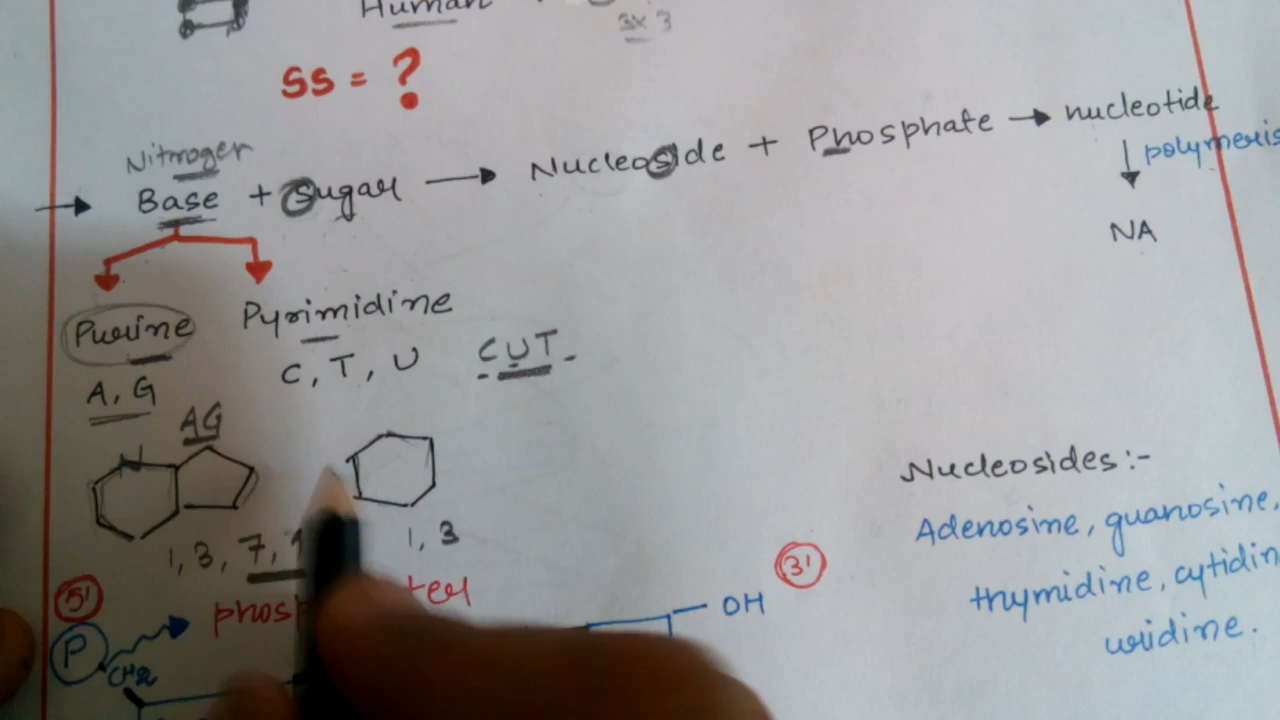 Human
3x3
SS = ?
Nitrogen
Base + Sugar → Nucleoside + Phosphate → nucleotide
polymeris
NA
Purine
Pyrimidine
A, G
C, T, U
CUT
AG
N
1, 3, 7,
1, 3
Nucleosides:-
Adenosine, guanosine,
thymidine, cytidin
uridine.
5'
P
CH2
OH
3'